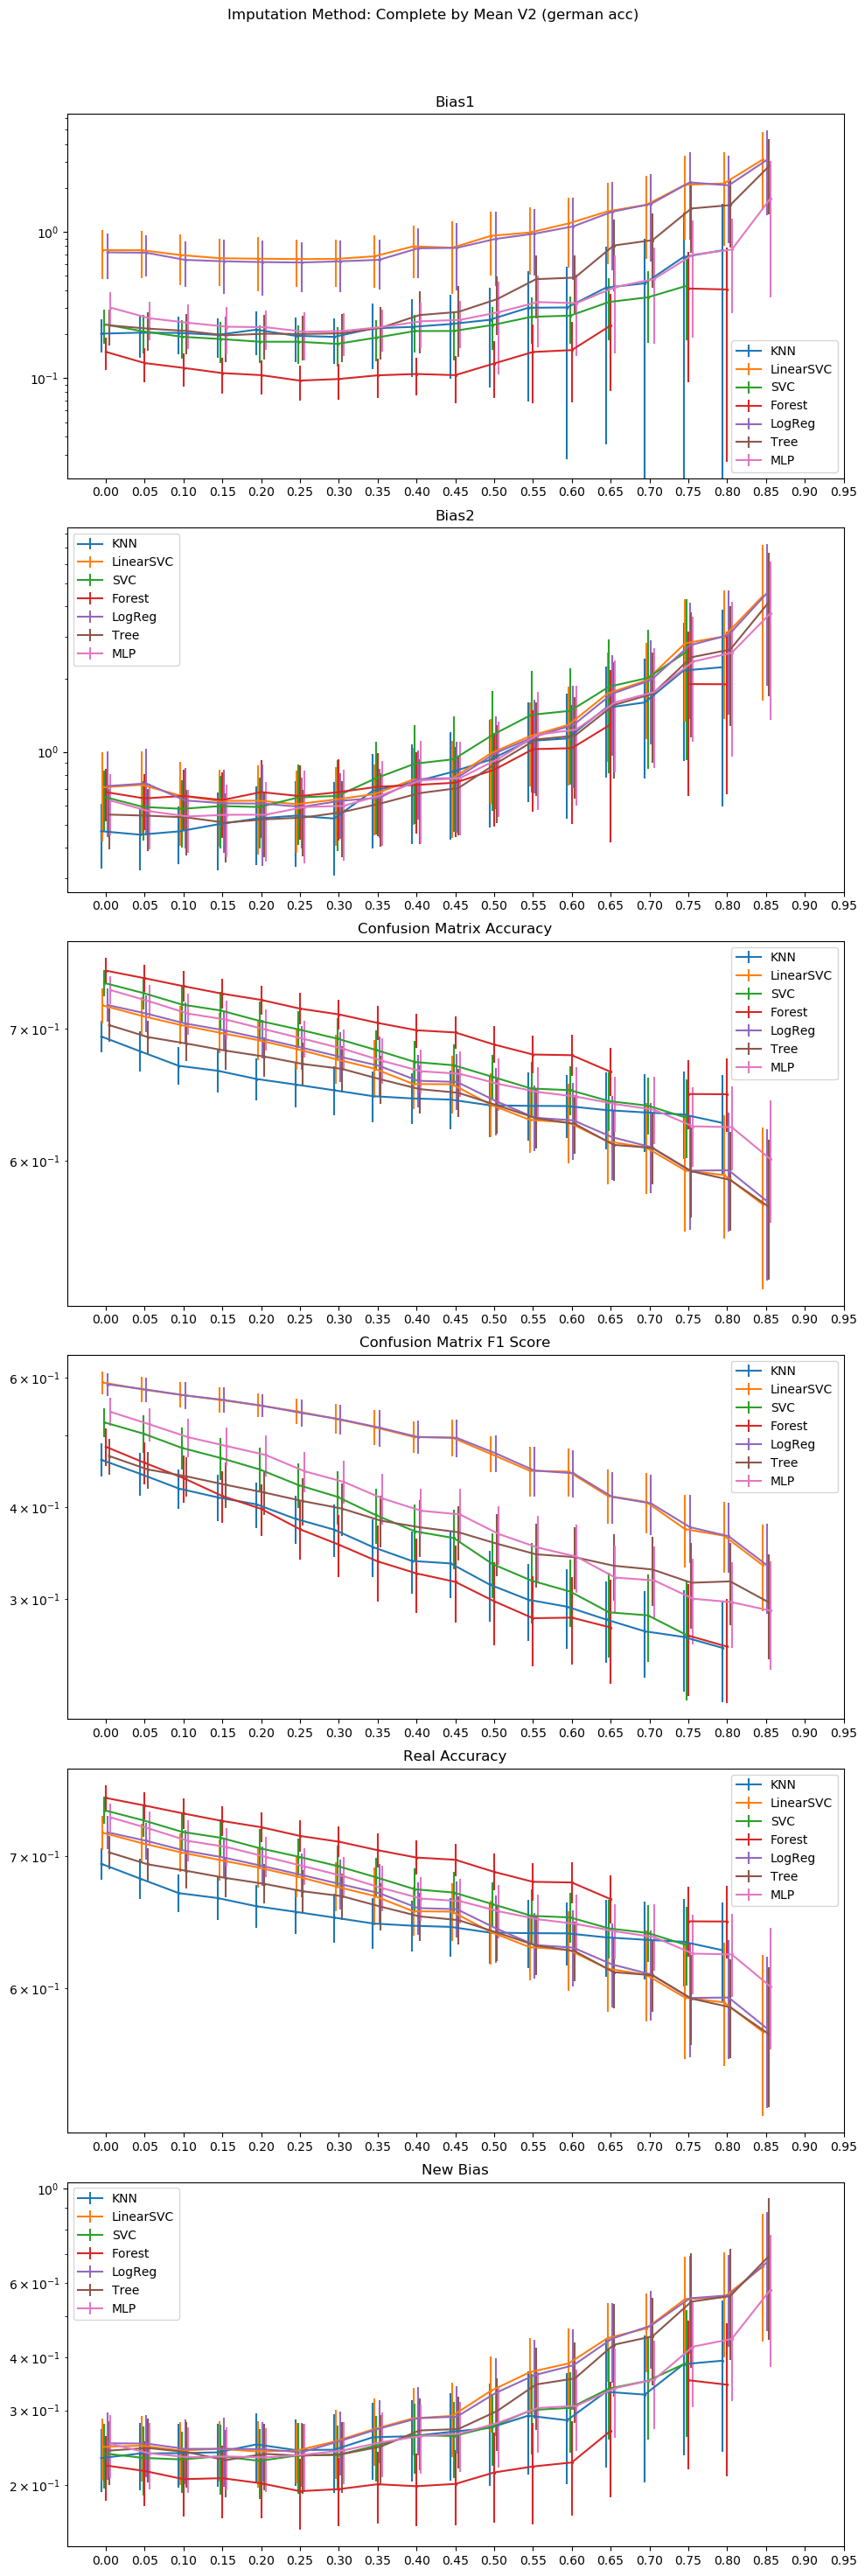 Imputation Method: Complete by Mean V2 (german acc)
Bias1
10⁰
10⁻¹
KNN
LinearSVC
SVC
Forest
LogReg
Tree
MLP
0.00 0.05 0.10 0.15 0.20 0.25 0.30 0.35 0.40 0.45 0.50 0.55 0.60 0.65 0.70 0.75 0.80 0.85 0.90 0.95
Bias2
KNN
LinearSVC
SVC
Forest
LogReg
Tree
MLP
10⁰
0.00 0.05 0.10 0.15 0.20 0.25 0.30 0.35 0.40 0.45 0.50 0.55 0.60 0.65 0.70 0.75 0.80 0.85 0.90 0.95
Confusion Matrix Accuracy
KNN
LinearSVC
SVC
Forest
LogReg
Tree
MLP
7 × 10⁻¹
6 × 10⁻¹
0.00 0.05 0.10 0.15 0.20 0.25 0.30 0.35 0.40 0.45 0.50 0.55 0.60 0.65 0.70 0.75 0.80 0.85 0.90 0.95
Confusion Matrix F1 Score
KNN
LinearSVC
SVC
Forest
LogReg
Tree
MLP
6 × 10⁻¹
4 × 10⁻¹
3 × 10⁻¹
0.00 0.05 0.10 0.15 0.20 0.25 0.30 0.35 0.40 0.45 0.50 0.55 0.60 0.65 0.70 0.75 0.80 0.85 0.90 0.95
Real Accuracy
KNN
LinearSVC
SVC
Forest
LogReg
Tree
MLP
7 × 10⁻¹
6 × 10⁻¹
0.00 0.05 0.10 0.15 0.20 0.25 0.30 0.35 0.40 0.45 0.50 0.55 0.60 0.65 0.70 0.75 0.80 0.85 0.90 0.95
New Bias
KNN
LinearSVC
SVC
Forest
LogReg
Tree
MLP
10⁰
6 × 10⁻¹
4 × 10⁻¹
3 × 10⁻¹
2 × 10⁻¹
0.00 0.05 0.10 0.15 0.20 0.25 0.30 0.35 0.40 0.45 0.50 0.55 0.60 0.65 0.70 0.75 0.80 0.85 0.90 0.95